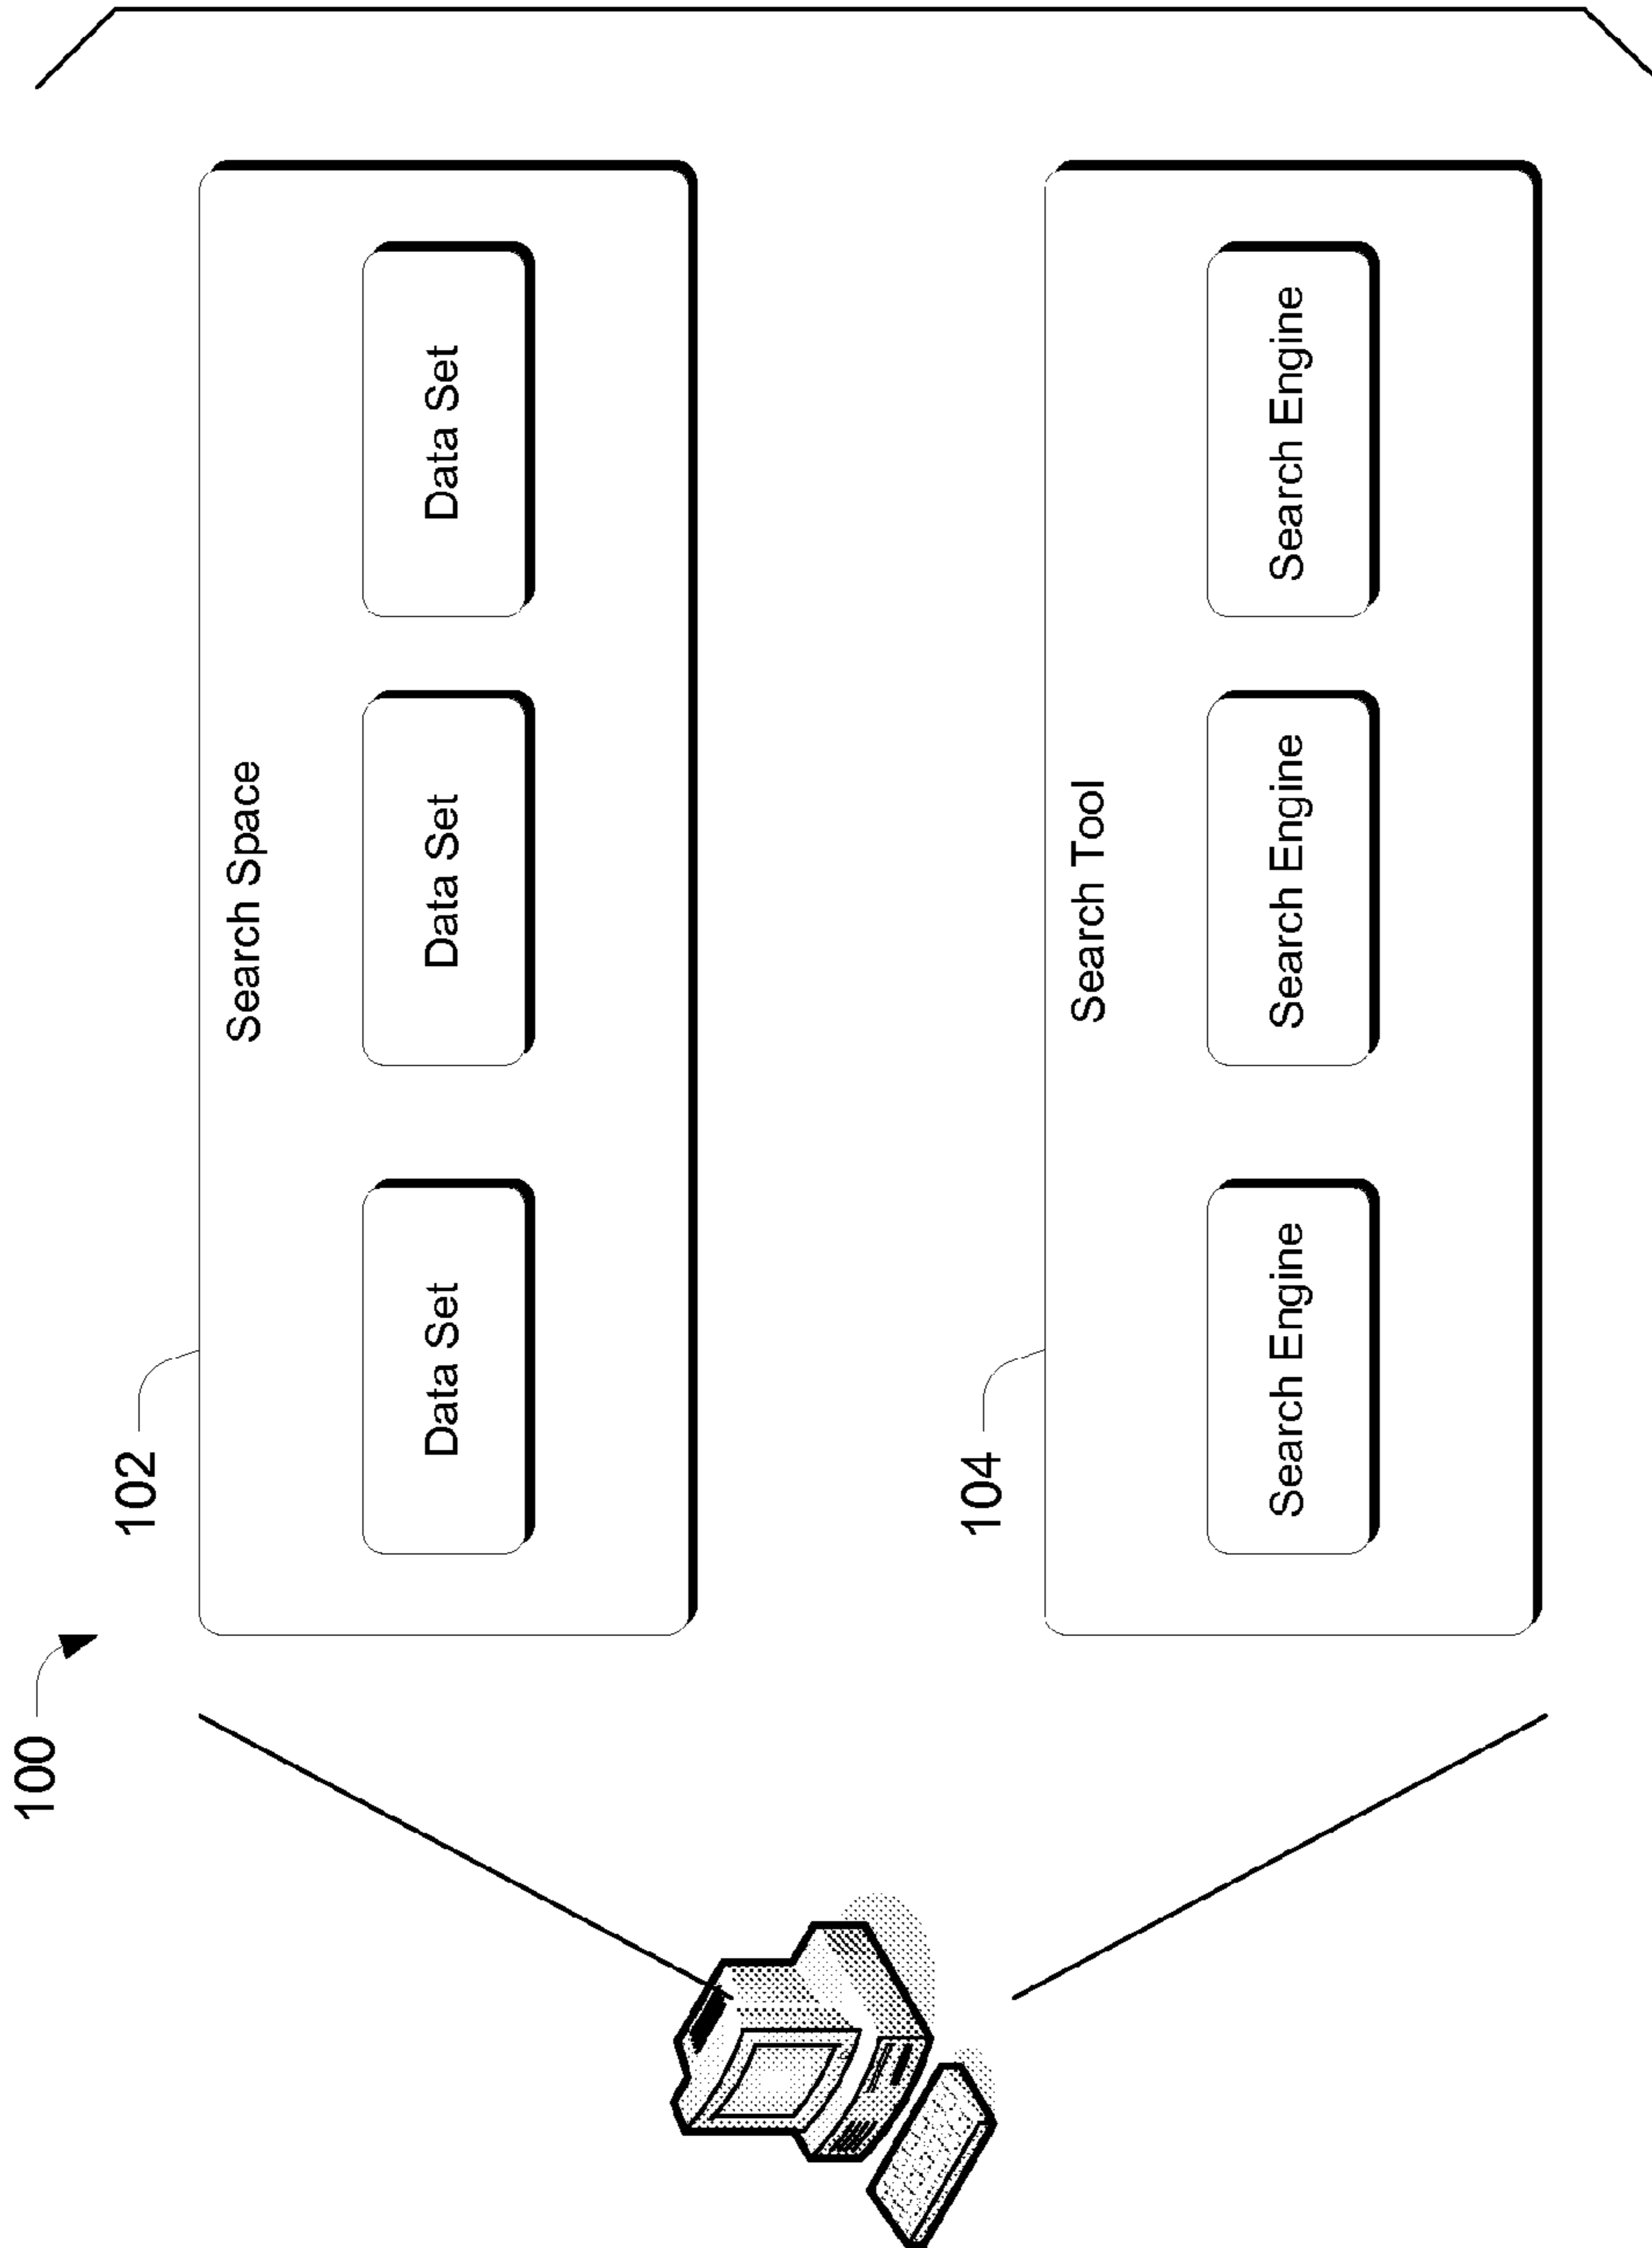 100
102
Search Space
Data Set
Data Set
Data Set
104
Search Tool
Search Engine
Search Engine
Search Engine